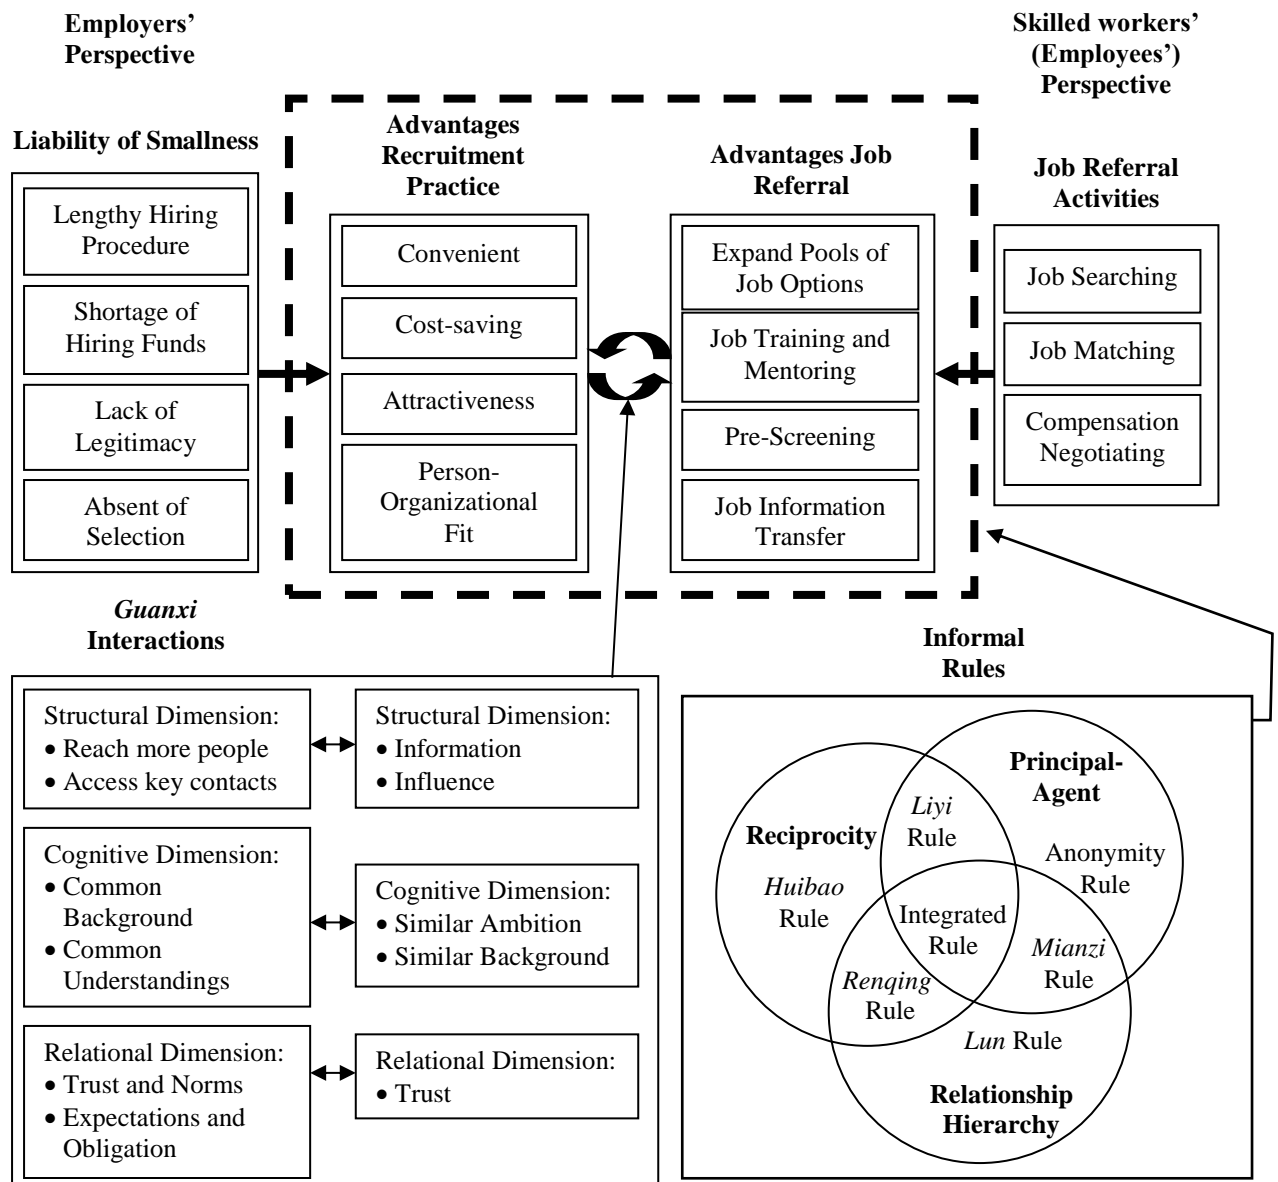 Employers’
Perspective
Skilled workers’
(Employees’)
Perspective
Liability of Smallness
Lengthy Hiring
Procedure
Shortage of
Hiring Funds
Lack of
Legitimacy
Absent of
Selection
Advantages
Recruitment
Practice
Convenient
Cost-saving
Attractiveness
Person-
Organizational
Fit
Advantages Job
Referral
Expand Pools of
Job Options
Job Training and
Mentoring
Pre-Screening
Job Information
Transfer
Job Referral
Activities
Job Searching
Job Matching
Compensation
Negotiating
Guanxi
Interactions
Structural Dimension:
• Reach more people
• Access key contacts
Structural Dimension:
• Information
• Influence
Cognitive Dimension:
• Common
Background
• Common
Understandings
Cognitive Dimension:
• Similar Ambition
• Similar Background
Relational Dimension:
• Trust and Norms
• Expectations and
Obligation
Relational Dimension:
• Trust
Informal
Rules
Principal-
Agent
Liyi
Rule
Reciprocity
Anonymity
Rule
Huibao
Rule
Integrated
Rule
Mianzi
Rule
Renqing
Rule
Lun Rule
Relationship
Hierarchy